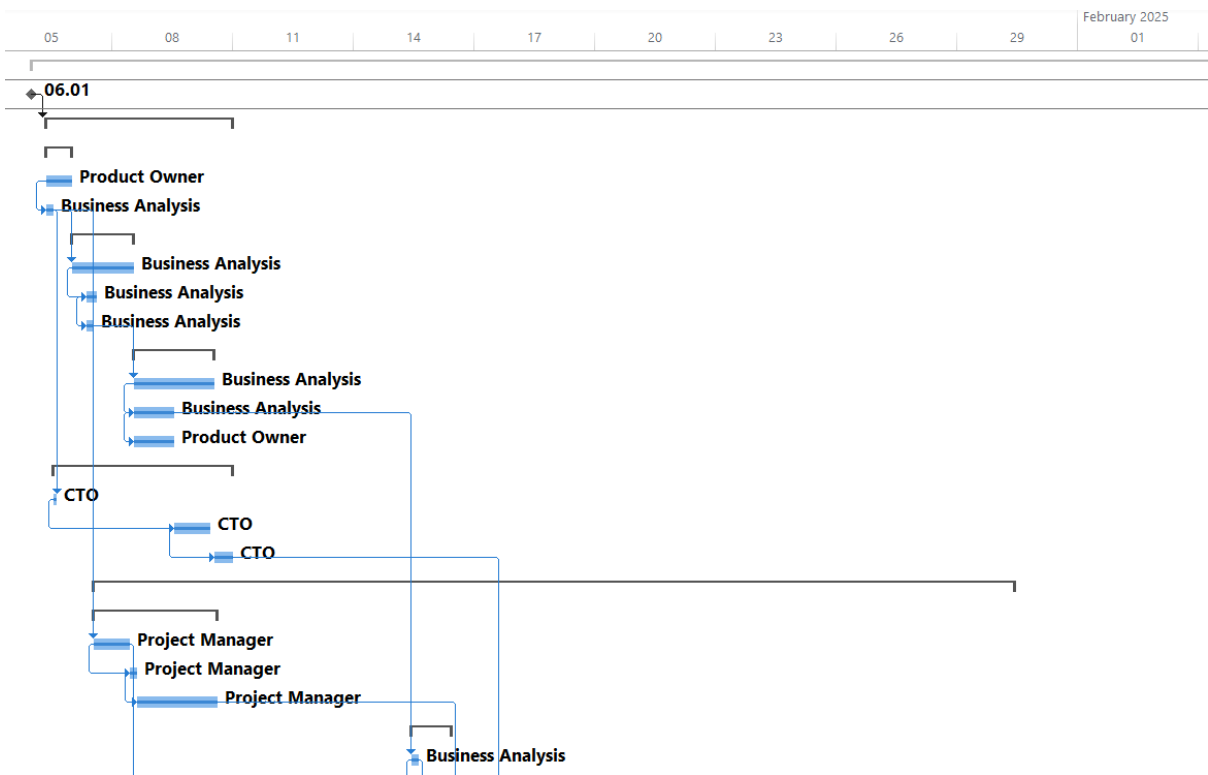 February 2025
05 08 11 14 17 20 23 26 29 01
06.01
Product Owner
Business Analysis
Business Analysis
Business Analysis
Business Analysis
Business Analysis
Business Analysis
Product Owner
CTO
CTO
CTO
Project Manager
Project Manager
Project Manager
Business Analysis